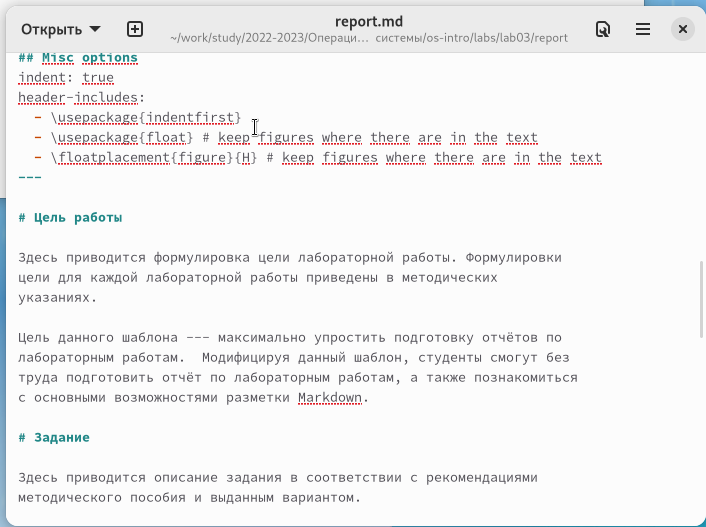 Открыть
report.md
~/work/study/2022-2023/Операци… системы/os-intro/labs/lab03/report
## Misc options
indent: true
header-includes:
- \usepackage{indentfirst}
- \usepackage{float} # keep figures where there are in the text
- \floatplacement{figure}{H} # keep figures where there are in the text
---
# Цель работы
Здесь приводится формулировка цели лабораторной работы. Формулировки
цели для каждой лабораторной работы приведены в методических
указаниях.
Цель данного шаблона --- максимально упростить подготовку отчётов по
лабораторным работам.  Модифицируя данный шаблон, студенты смогут без
труда подготовить отчёт по лабораторным работам, а также познакомиться
с основными возможностями разметки Markdown.
# Задание
Здесь приводится описание задания в соответствии с рекомендациями
методического пособия и выданным вариантом.